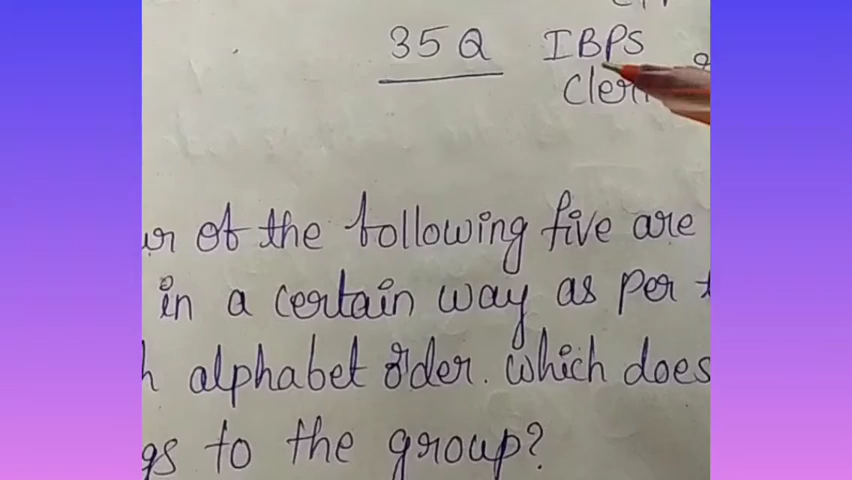 35 Q IBPS
Cler
of the following five are
in a certain way as per
alphabet order. Which does
to the group?